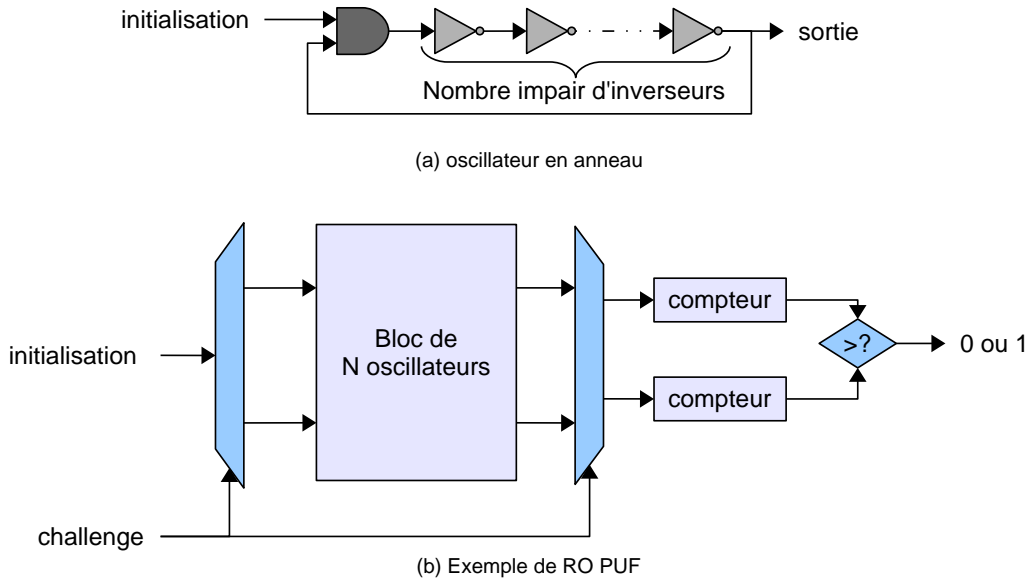 initialisation
sortie
Nombre impair d'inverseurs
(a) oscillateur en anneau
initialisation
Bloc de
N oscillateurs
compteur
compteur
>?
0 ou 1
challenge
(b) Exemple de RO PUF